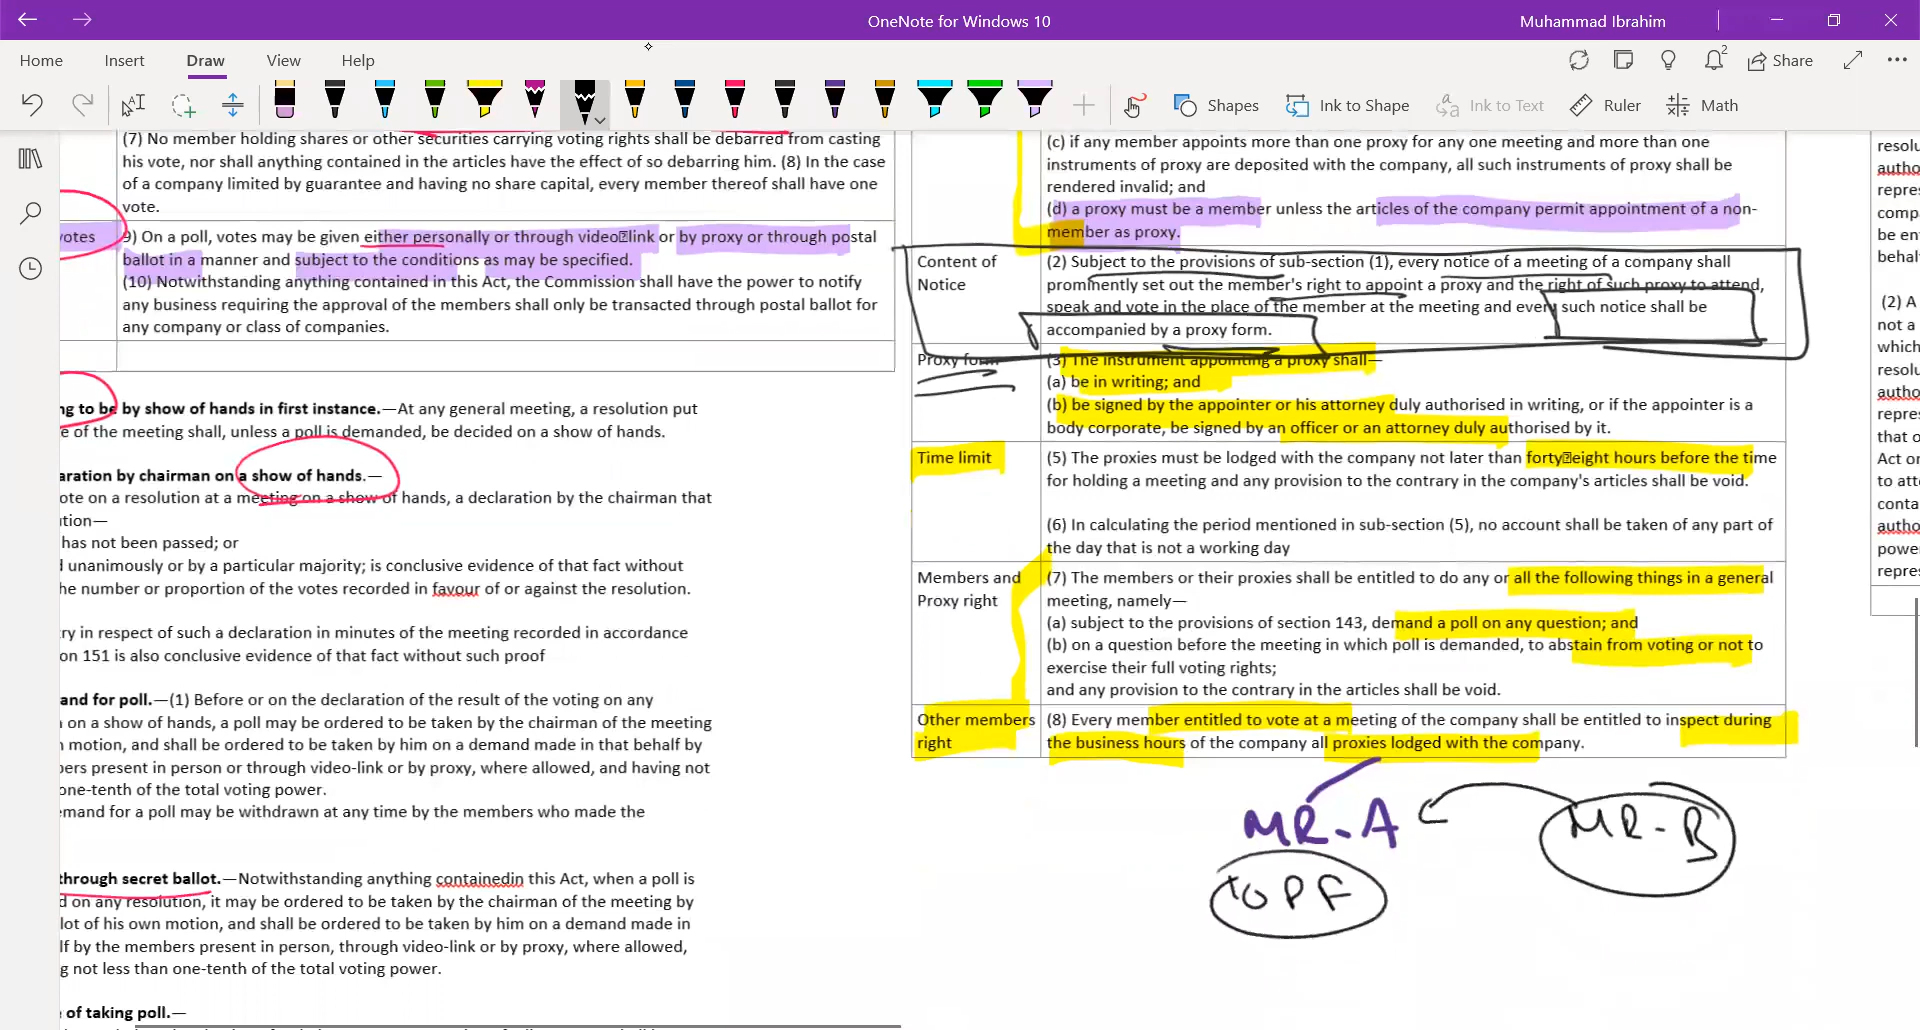 OneNote for Windows 10
Muhammad Ibrahim
Home
Insert
Draw
View
Help
2
Share
Shapes
Ink to Shape
Ink to Text
Ruler
Math
(7) No member holding shares or other securities carrying voting rights shall be debarred from casting
his vote, nor shall anything contained in the articles have the effect of so debarring him. (8) In the case
of a company limited by guarantee and having no share capital, every member thereof shall have one
vote.
votes
9) On a poll, votes may be given either personally or through video􀀀link or by proxy or through postal
ballot in a manner and subject to the conditions as may be specified.
(10) Notwithstanding anything contained in this Act, the Commission shall have the power to notify
any business requiring the approval of the members shall only be transacted through postal ballot for
any company or class of companies.
ng to be by show of hands in first instance.—At any general meeting, a resolution put
e of the meeting shall, unless a poll is demanded, be decided on a show of hands.
aration by chairman on a show of hands.—
ote on a resolution at a meeting on a show of hands, a declaration by the chairman that
ution—
has not been passed; or
d unanimously or by a particular majority; is conclusive evidence of that fact without
he number or proportion of the votes recorded in favour of or against the resolution.
try in respect of such a declaration in minutes of the meeting recorded in accordance
on 151 is also conclusive evidence of that fact without such proof
and for poll.—(1) Before or on the declaration of the result of the voting on any
on a show of hands, a poll may be ordered to be taken by the chairman of the meeting
n motion, and shall be ordered to be taken by him on a demand made in that behalf by
bers present in person or through video-link or by proxy, where allowed, and having not
one-tenth of the total voting power.
emand for a poll may be withdrawn at any time by the members who made the
through secret ballot.—Notwithstanding anything containedin this Act, when a poll is
d on any resolution, it may be ordered to be taken by the chairman of the meeting by
lot of his own motion, and shall be ordered to be taken by him on a demand made in
lf by the members present in person, through video-link or by proxy, where allowed,
g not less than one-tenth of the total voting power.
e of taking poll.—
(c) if any member appoints more than one proxy for any one meeting and more than one
instruments of proxy are deposited with the company, all such instruments of proxy shall be
rendered invalid; and
(d) a proxy must be a member unless the articles of the company permit appointment of a non-
member as proxy.
Content of
Notice
(2) Subject to the provisions of sub-section (1), every notice of a meeting of a company shall
prominently set out the member's right to appoint a proxy and the right of such proxy to attend,
speak and vote in the place of the member at the meeting and every such notice shall be
accompanied by a proxy form.
Proxy form
(3) The instrument appointing a proxy shall—
(a) be in writing; and
(b) be signed by the appointer or his attorney duly authorised in writing, or if the appointer is a
body corporate, be signed by an officer or an attorney duly authorised by it.
Time limit
(5) The proxies must be lodged with the company not later than forty􀀀eight hours before the time
for holding a meeting and any provision to the contrary in the company's articles shall be void.
(6) In calculating the period mentioned in sub-section (5), no account shall be taken of any part of
the day that is not a working day
Members and
Proxy right
(7) The members or their proxies shall be entitled to do any or all the following things in a general
meeting, namely—
(a) subject to the provisions of section 143, demand a poll on any question; and
(b) on a question before the meeting in which poll is demanded, to abstain from voting or not to
exercise their full voting rights;
and any provision to the contrary in the articles shall be void.
Other members
right
(8) Every member entitled to vote at a meeting of the company shall be entitled to inspect during
the business hours of the company all proxies lodged with the company.
MR-A
MR-B
to PF
resolu
autho
repres
compa
be ent
behalf
(2) A
not a
which
resolu
autho
repres
that o
Act or
to atte
conta
autho
powe
repres